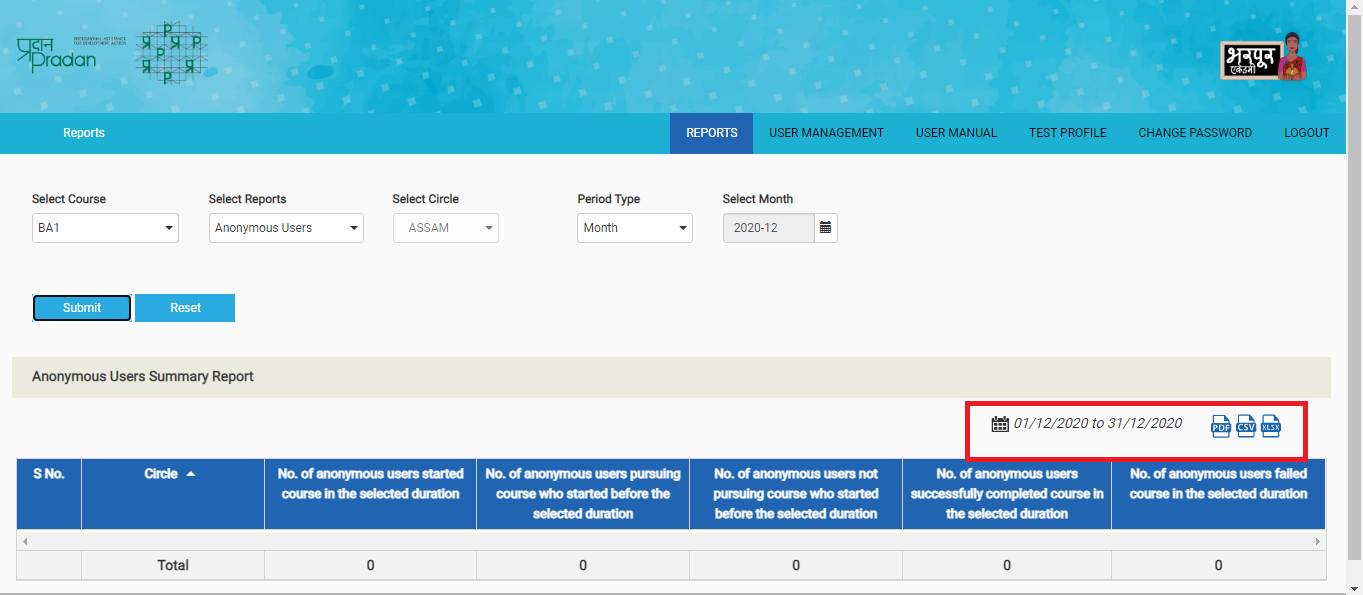 प्रदान
Pradan
PROFESSIONAL ASSISTANCE
FOR DEVELOPMENT ACTION
भरपूर
एकेडमी
Reports
REPORTS
USER MANAGEMENT
USER MANUAL
TEST PROFILE
CHANGE PASSWORD
LOGOUT
Select Course
Select Reports
Select Circle
Period Type
Select Month
BA1
Anonymous Users
ASSAM
Month
2020-12
Submit
Reset
Anonymous Users Summary Report
01/12/2020 to 31/12/2020
PDF
CSV
XLSX
S No.
Circle
No. of anonymous users started
course in the selected duration
No. of anonymous users pursuing
course who started before the
selected duration
No. of anonymous users not
pursuing course who started
before the selected duration
No. of anonymous users
successfully completed course in
the selected duration
No. of anonymous users failed
course in the selected duration
Total
0
0
0
0
0